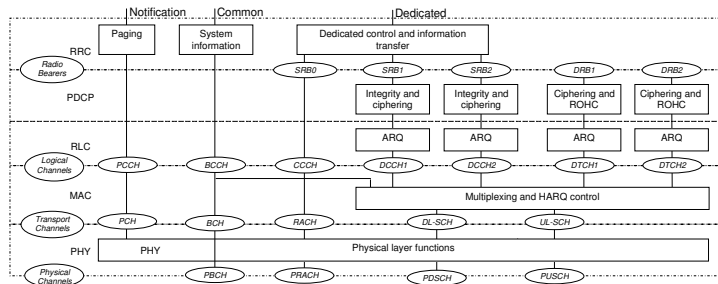 Notification
Common
Dedicated
Paging
System
information
Dedicated control and information
transfer
RRC
Radio
Bearers
SRB0
SRB1
SRB2
DRB1
DRB2
PDCP
Integrity and
ciphering
Integrity and
ciphering
Ciphering and
ROHC
Ciphering and
ROHC
RLC
ARQ
ARQ
ARQ
ARQ
Logical
Channels
PCCH
BCCH
CCCH
DCCH1
DCCH2
DTCH1
DTCH2
MAC
Multiplexing and HARQ control
Transport
Channels
PCH
BCH
RACH
DL-SCH
UL-SCH
PHY
PHY
Physical layer functions
Physical
Channels
PBCH
PRACH
PDSCH
PUSCH